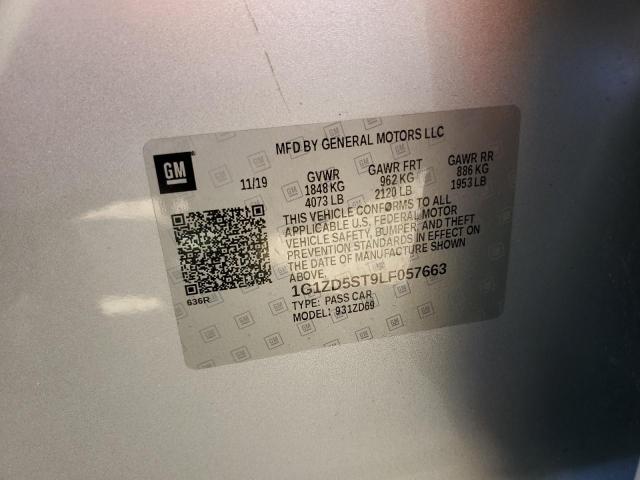 MFD BY GENERAL MOTORS LLC
GM
11/19
GVWR
1848 KG
4073 LB
GAWR FRT
962 KG
2120 LB
GAWR RR
886 KG
1953 LB
THIS VEHICLE CONFORMS TO ALL
APPLICABLE U.S. FEDERAL MOTOR
VEHICLE SAFETY, BUMPER, AND THEFT
PREVENTION STANDARDS IN EFFECT ON
THE DATE OF MANUFACTURE SHOWN
ABOVE.
1G1ZD5ST9LF057663
TYPE: PASS CAR
MODEL: 931ZD69
636R